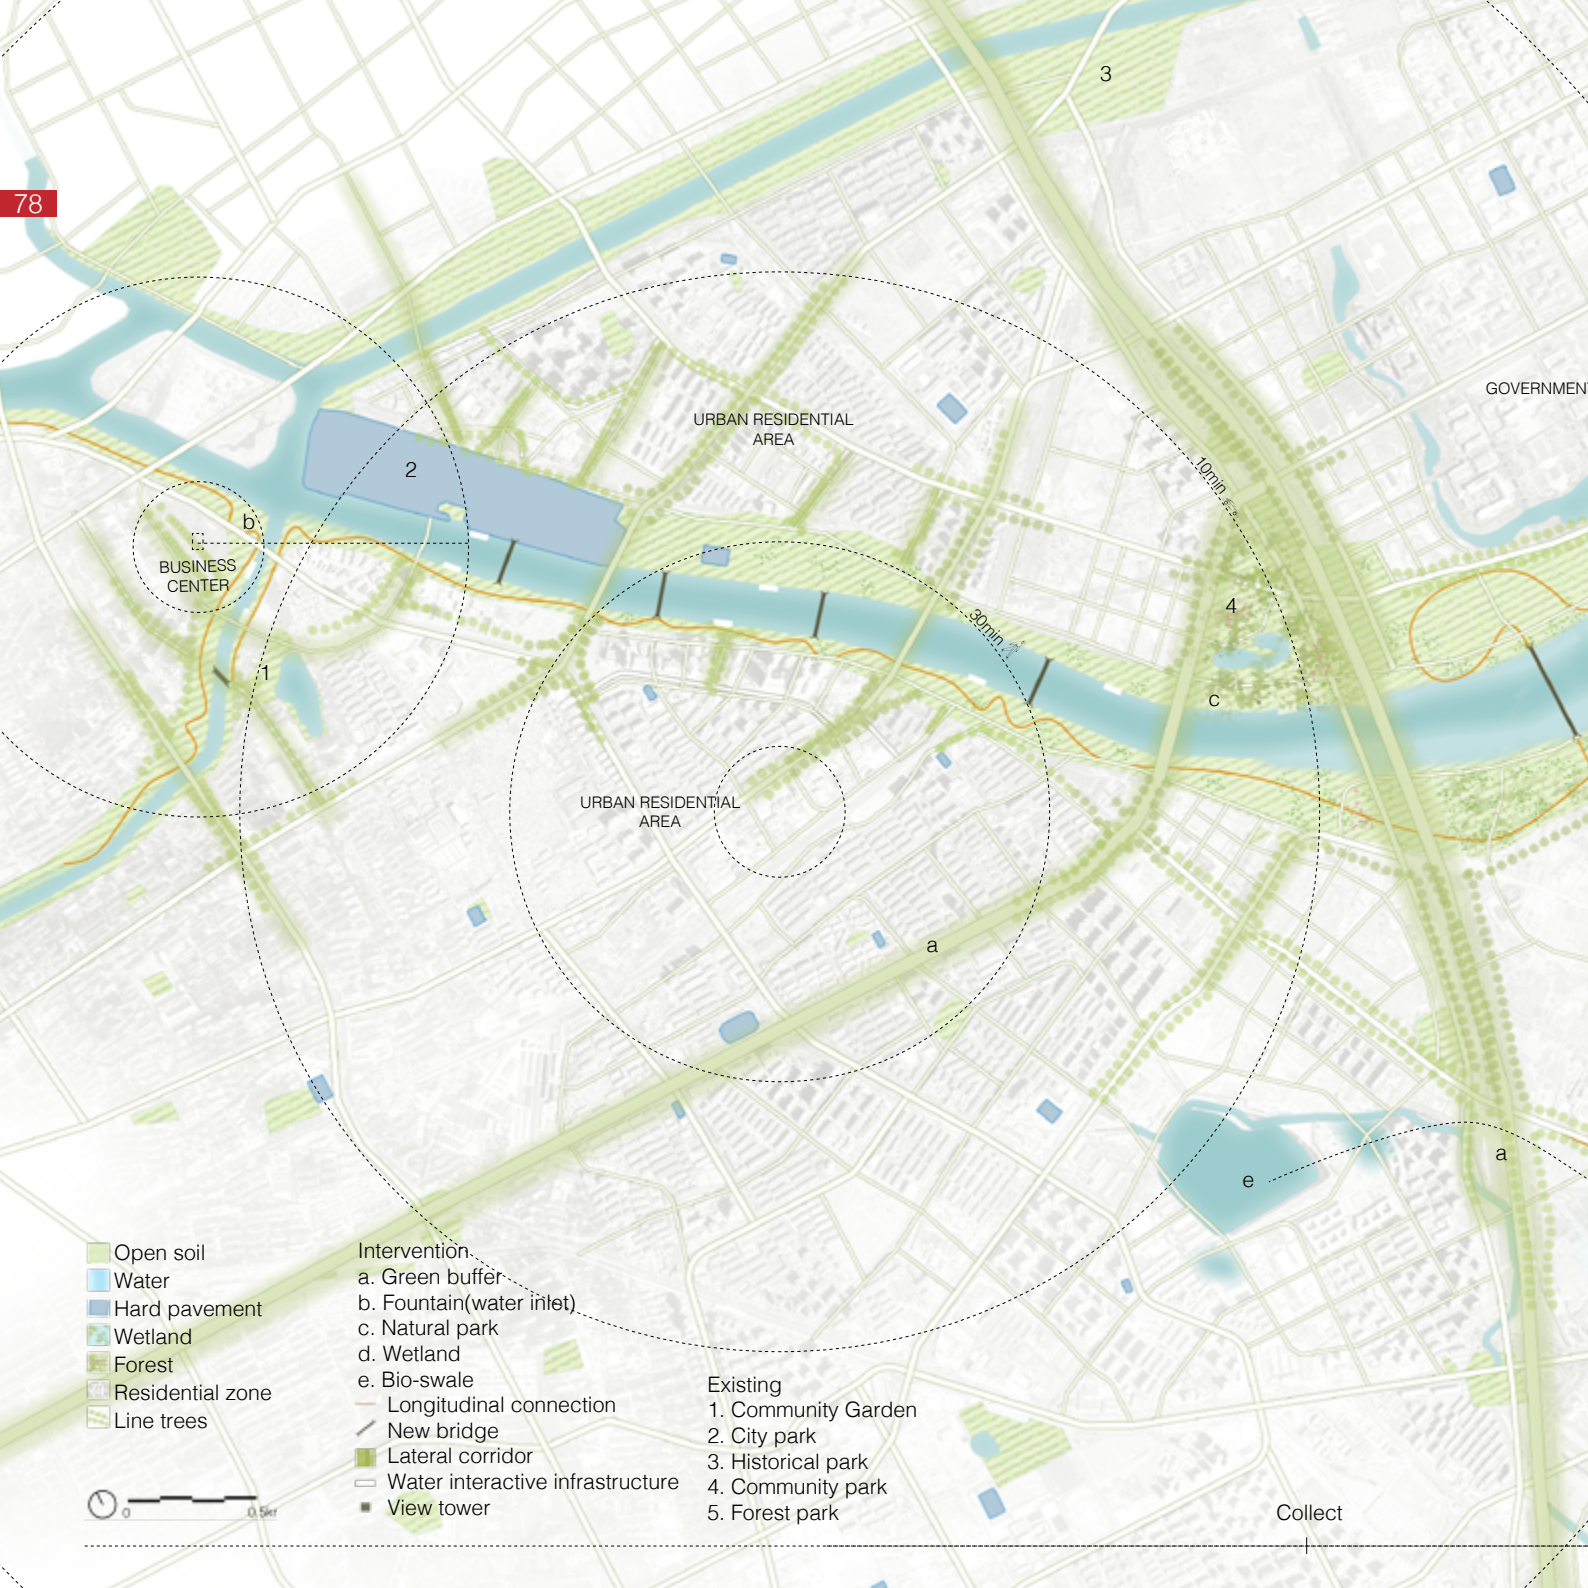 3
78
GOVERNMEN
URBAN RESIDENTIAL
AREA
2
10min
b
BUSINESS
CENTER
30min
4
1
c
URBAN RESIDENTIAL
AREA
a
a
e
Open soil
Water
Hard pavement
Wetland
Forest
Residential zone
Line trees
0
0.5k
Intervention
a. Green buffer
b. Fountain(water inlet)
c. Natural park
d. Wetland
e. Bio-swale
Longitudinal connection
New bridge
Lateral corridor
Water interactive infrastructure
View tower
Existing
1. Community Garden
2. City park
3. Historical park
4. Community park
5. Forest park
Collect